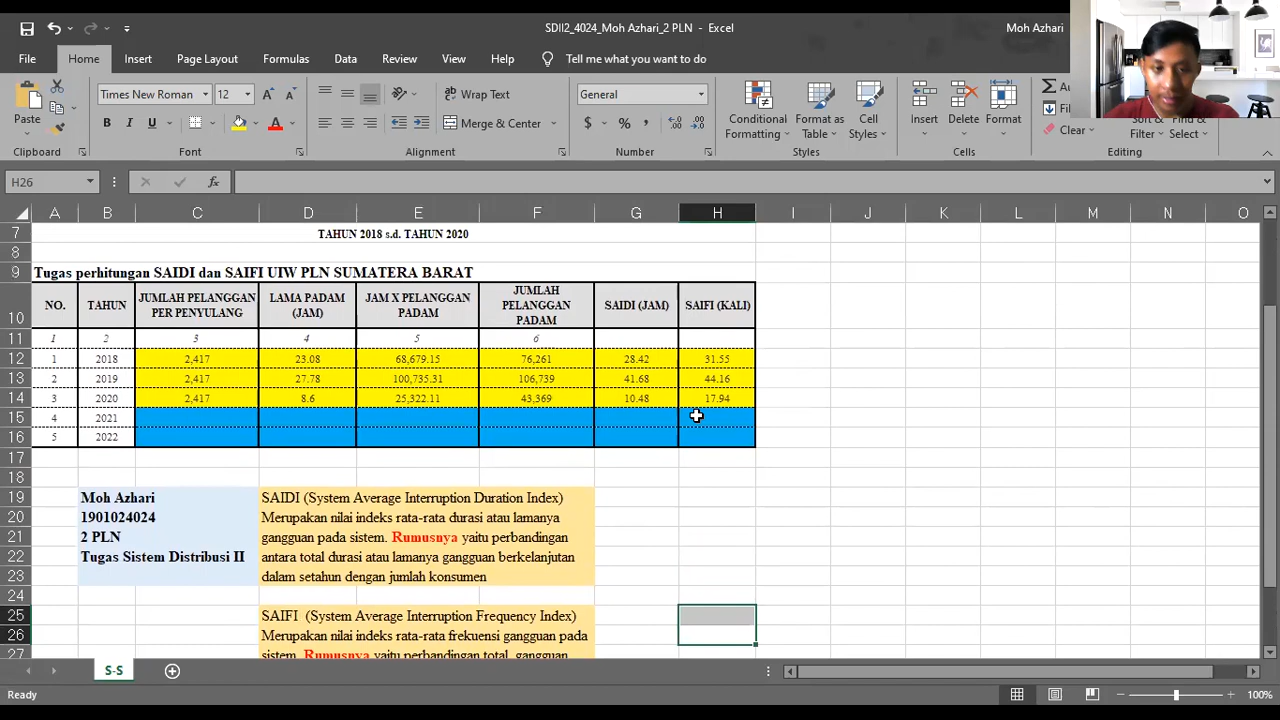 SDII2_4024_Moh Azhari_2 PLN - Excel
Moh Azhari
File Home Insert Page Layout Formulas Data Review View Help Tell me what you want to do
Times New Roman 12
Wrap Text
General
Paste
Merge & Center
Conditional Formatting
Format as Table
Cell Styles
Insert Delete Format
Clear
Sort & Filter
Find & Select
Clipboard Font Alignment Number Styles Cells Editing
H26
A B C D E F G H I J K L M N O
7 TAHUN 2018 s.d. TAHUN 2020
8
9 Tugas perhitungan SAIDI dan SAIFI UIW PLN SUMATERA BARAT
10 NO. TAHUN JUMLAH PELANGGAN PER PENYULANG LAMA PADAM (JAM) JAM X PELANGGAN PADAM JUMLAH PELANGGAN PADAM SAIDI (JAM) SAIFI (KALI)
11 1 2 3 4 5 6
12 1 2018 2,417 23.08 68,679.15 76,261 28.42 31.55
13 2 2019 2,417 27.78 100,735.31 106,739 41.68 44.16
14 3 2020 2,417 8.6 25,322.11 43,369 10.48 17.94
15 4 2021
16 5 2022
17
18
19 Moh Azhari SAIDI (System Average Interruption Duration Index)
20 1901024024 Merupakan nilai indeks rata-rata durasi atau lamanya
21 2 PLN gangguan pada sistem. Rumusnya yaitu perbandingan
22 Tugas Sistem Distribusi II antara total durasi atau lamanya gangguan berkelanjutan
23 dalam setahun dengan jumlah konsumen
24
25 SAIFI (System Average Interruption Frequency Index)
26 Merupakan nilai indeks rata-rata frekuensi gangguan pada
27 sistem. Rumusnya yaitu perbandingan total gangguan
S-S
Ready
100%